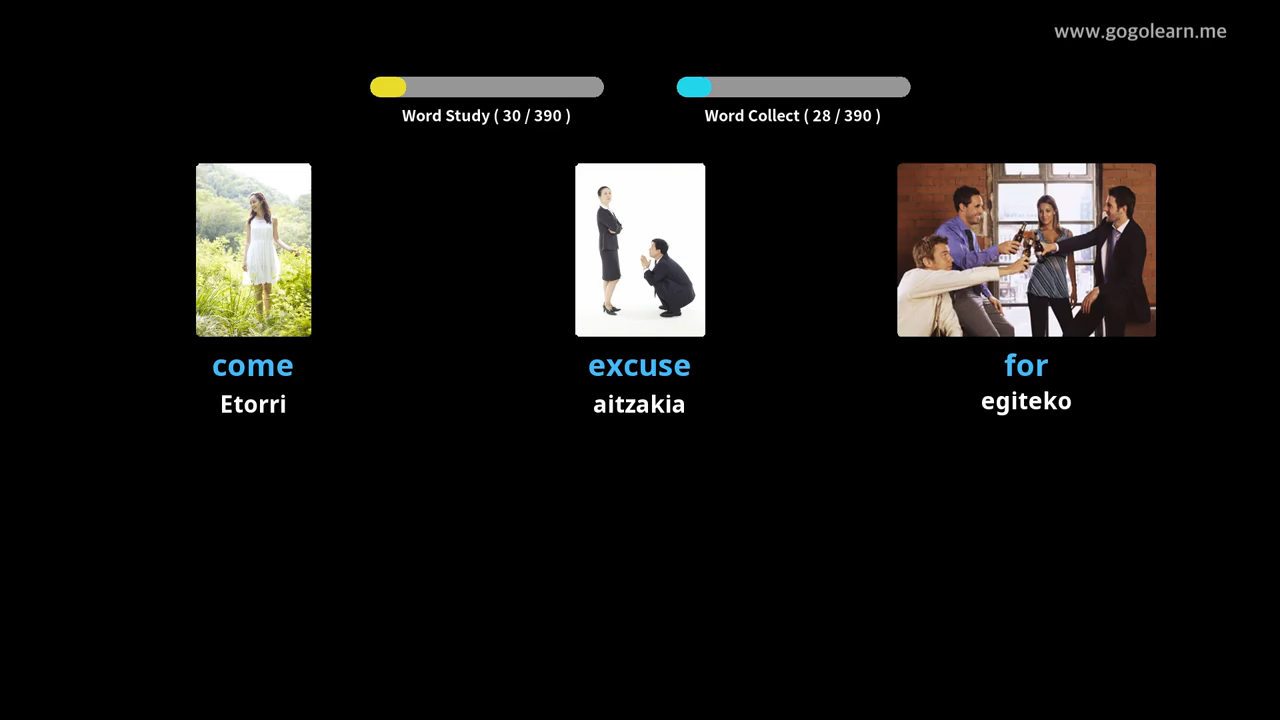 www.gogolearn.me
Word Study ( 30 / 390 )
Word Collect ( 28 / 390 )
come
Etorri
excuse
aitzakia
for
egiteko